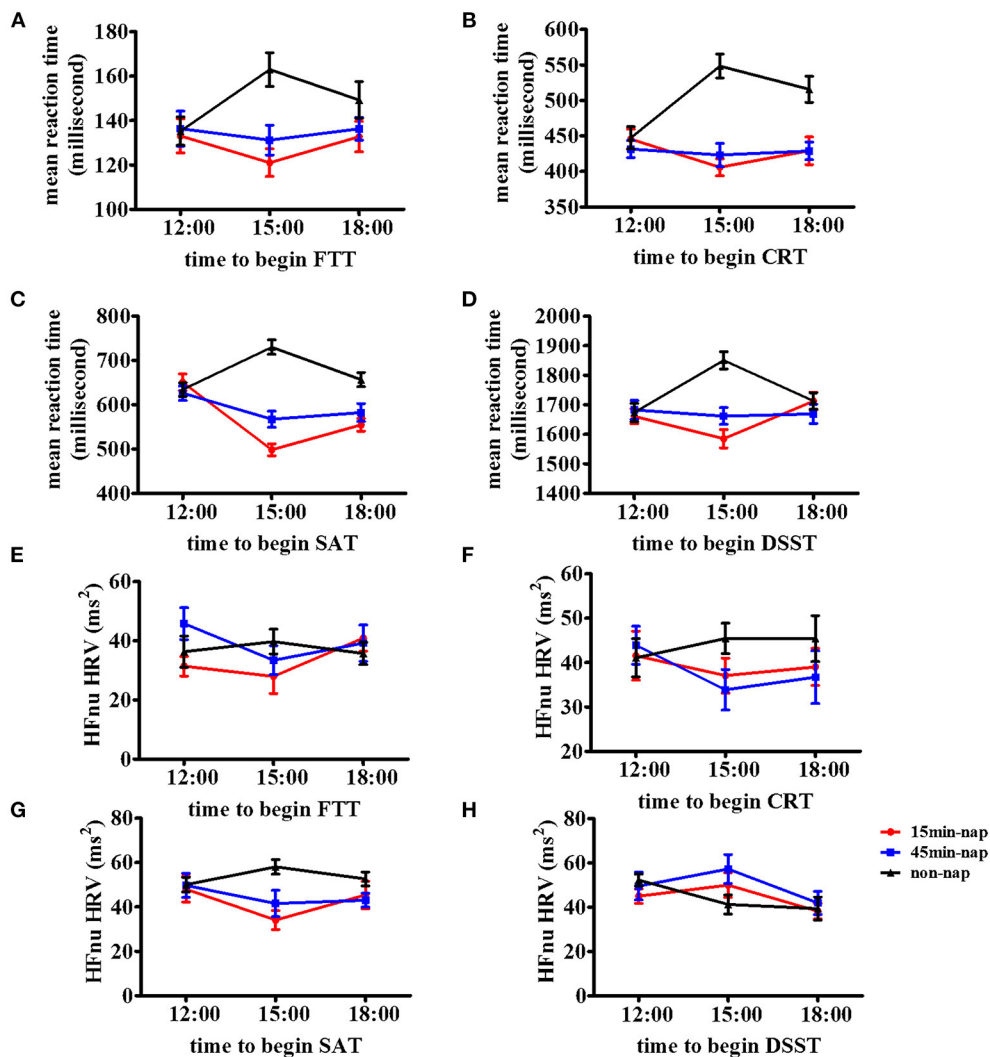 A
mean reaction time
(millisecond)
180
160
140
120
100
12:00 15:00 18:00
time to begin FTT
B
mean reaction time
(millisecond)
600
550
500
450
400
350
12:00 15:00 18:00
time to begin CRT
C
mean reaction time
(millisecond)
800
700
600
500
400
12:00 15:00 18:00
time to begin SAT
D
mean reaction time
(millisecond)
2000
1900
1800
1700
1600
1500
1400
12:00 15:00 18:00
time to begin DSST
E
HFnu HRV (ms²)
60
40
20
0
12:00 15:00 18:00
time to begin FTT
F
HFnu HRV (ms²)
60
50
40
30
20
12:00 15:00 18:00
time to begin CRT
G
HFnu HRV (ms²)
80
60
40
20
0
12:00 15:00 18:00
time to begin SAT
H
HFnu HRV (ms²)
80
60
40
20
0
12:00 15:00 18:00
time to begin DSST
15min-nap
45min-nap
non-nap